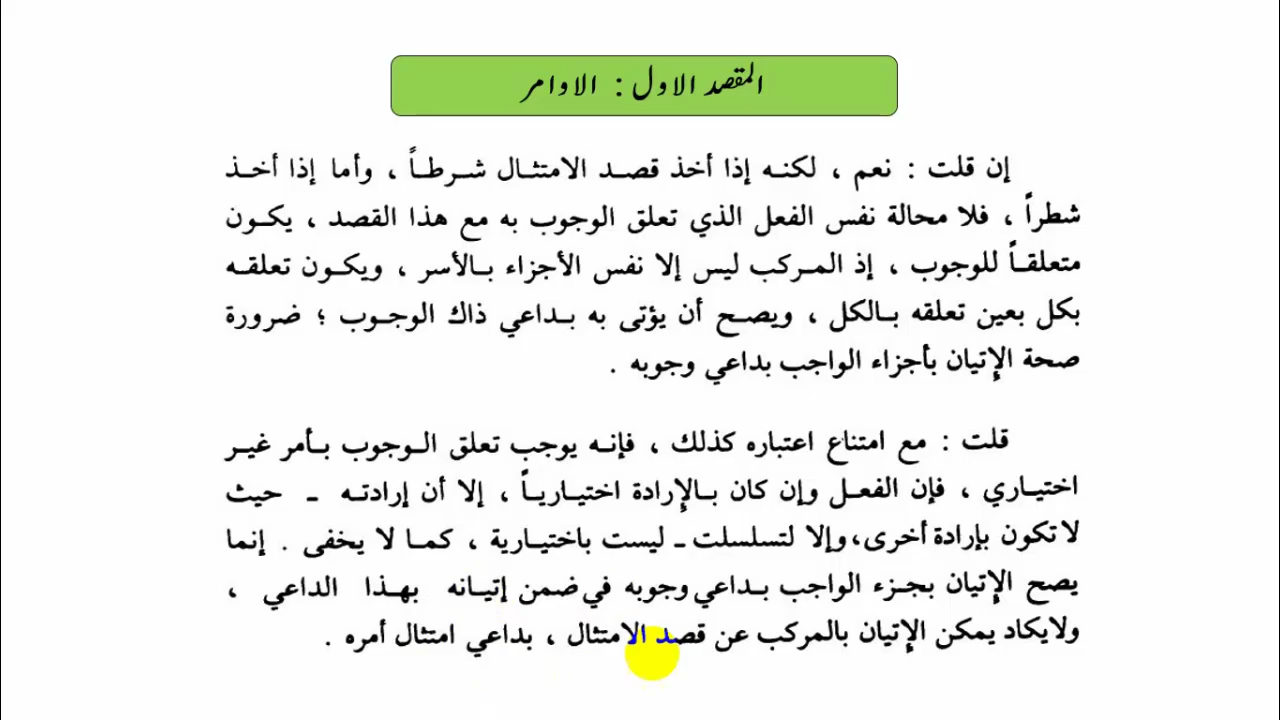 المقصد الاول : الاوامر
إن قلت : نعم ، لكنه إذا أخذ قصد الامتثال شرطاً ، وأما إذا أخذ
شطراً ، فلا محالة نفس الفعل الذي تعلق الوجوب به مع هذا القصد ، يكون
متعلقاً للوجوب ، إذ المركب ليس إلا نفس الأجزاء بالأسر ، ويكون تعلقه
بكل بعين تعلقه بالكل ، ويصح أن يؤتى به بداعي ذاك الوجوب ؛ ضرورة
صحة الإتيان بأجزاء الواجب بداعي وجوبه .
قلت : مع امتناع اعتباره كذلك ، فإنه يوجب تعلق الوجوب بأمر غير
اختياري ، فإن الفعل وإن كان بالإرادة اختيارياً ، إلا أن إرادته ـ حيث
لا تكون بإرادة أخرى، وإلا لتسلسلت ـ ليست باختيارية ، كما لا يخفى . إنما
يصح الإتيان بجزء الواجب بداعي وجوبه في ضمن إتيانه بهذا الداعي ،
ولايكاد يمكن الإتيان بالمركب عن قصد الامتثال ، بداعي امتثال أمره .